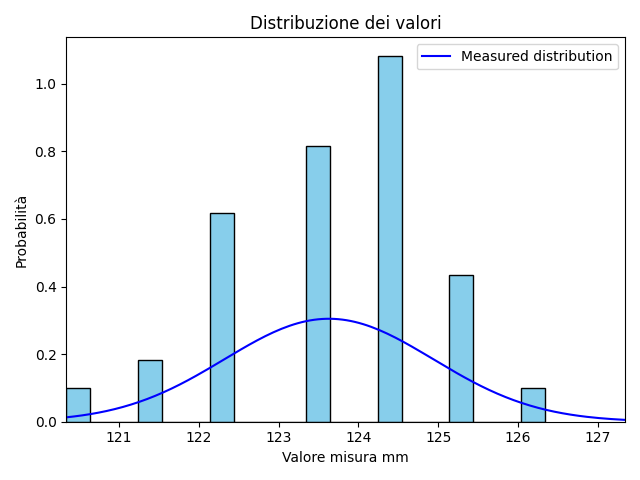 Distribuzione dei valori
Measured distribution
Probabilità
1.0
0.8
0.6
0.4
0.2
0.0
121 122 123 124 125 126 127
Valore misura mm